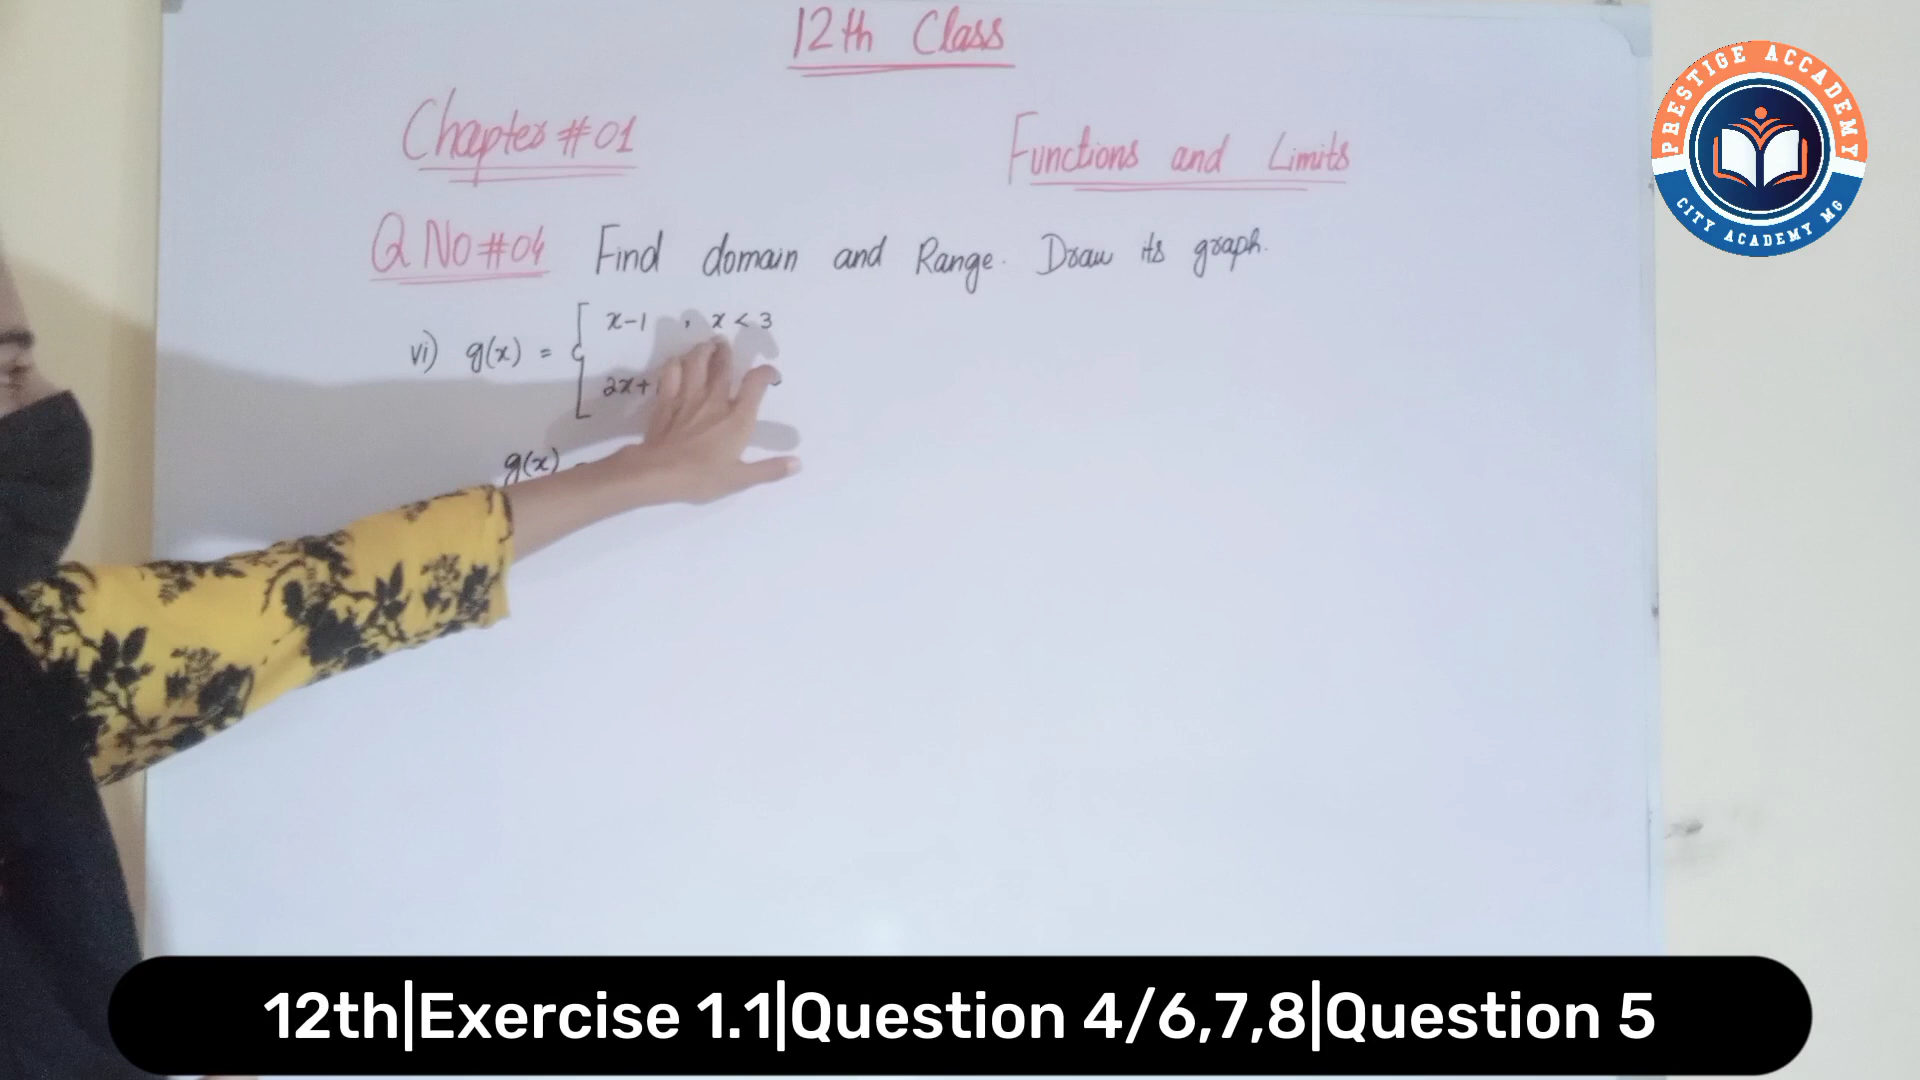 12th Class
Chapter #01 Functions and Limits
Q No #04 Find domain and Range. Draw its graph.
vi) g(x) = { x-1 , x < 3
2x+1
g(x) =
PRESTIGE ACCADEMY
CITY ACADEMY MG
12th|Exercise 1.1|Question 4/6,7,8|Question 5